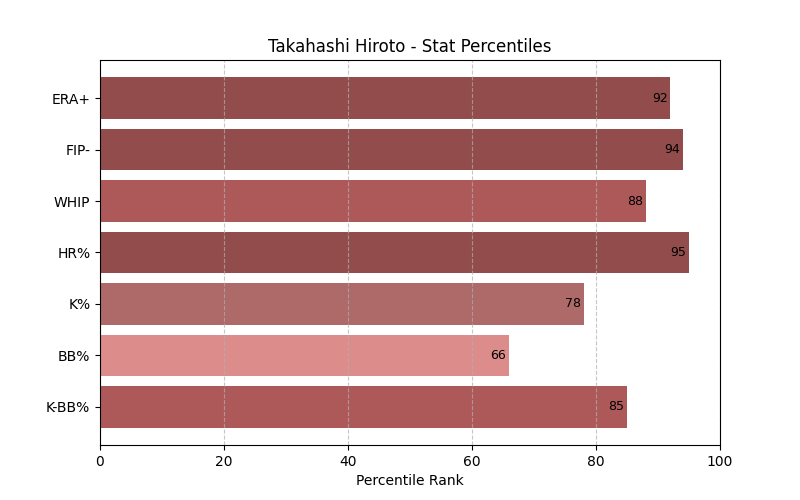 Takahashi Hiroto - Stat Percentiles
ERA+ 92
FIP- 94
WHIP 88
HR% 95
K% 78
BB% 66
K-BB% 85
0 20 40 60 80 100
Percentile Rank